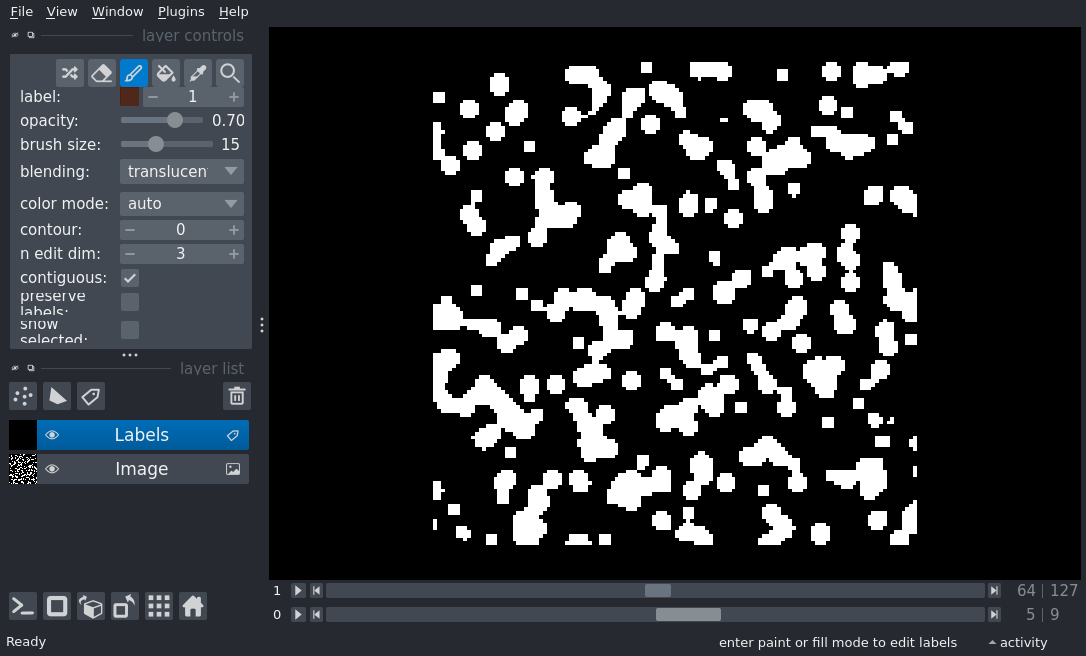 File View Window Plugins Help
layer controls
label: 1
opacity: 0.70
brush size: 15
blending: translucen
color mode: auto
contour: 0
n edit dim: 3
contiguous:
preserve
labels:
show
selected:
layer list
Labels
Image
1 64 127
0 5 9
Ready enter paint or fill mode to edit labels activity